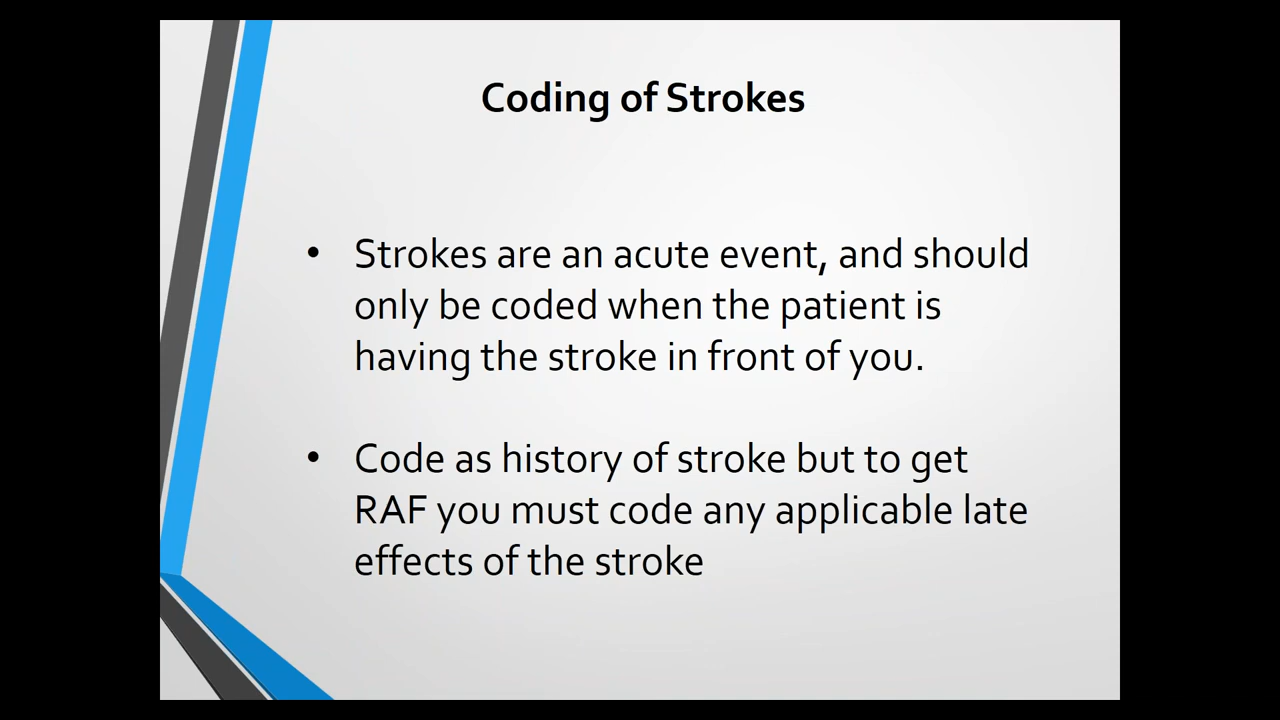 Coding of Strokes
• Strokes are an acute event, and should
only be coded when the patient is
having the stroke in front of you.
• Code as history of stroke but to get
RAF you must code any applicable late
effects of the stroke